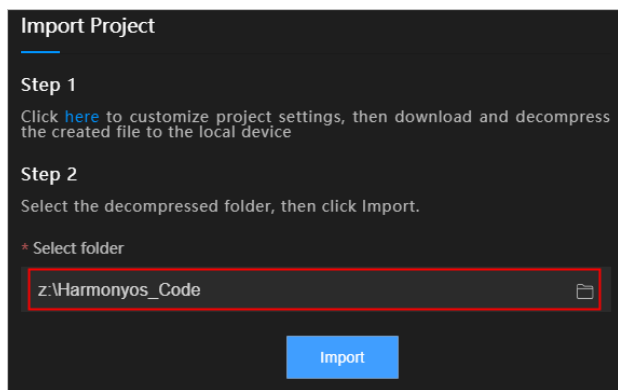 Import Project
Step 1
Click here to customize project settings, then download and decompress
the created file to the local device
Step 2
Select the decompressed folder, then click Import.
* Select folder
z:\Harmonyos_Code
Import